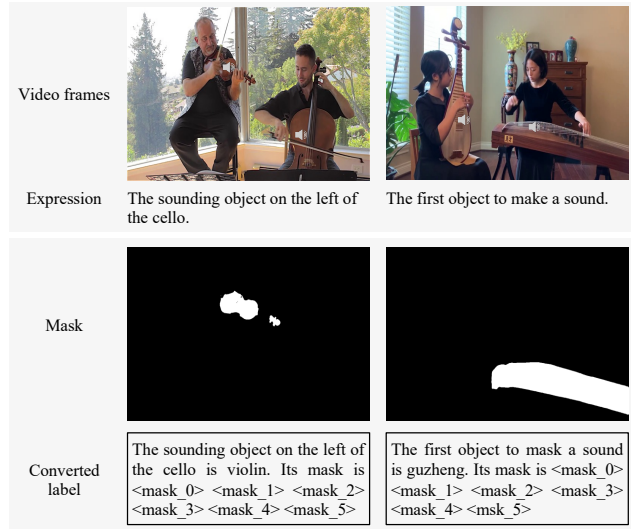 Video frames
Expression
The sounding object on the left of
the cello.
The first object to make a sound.
Mask
Converted
label
The sounding object on the left of
the cello is violin. Its mask is
<mask_0> <mask_1> <mask_2>
<mask_3> <mask_4> <mask_5>
The first object to mask a sound
is guzheng. Its mask is <mask_0>
<mask_1> <mask_2> <mask_3>
<mask_4> <msk_5>